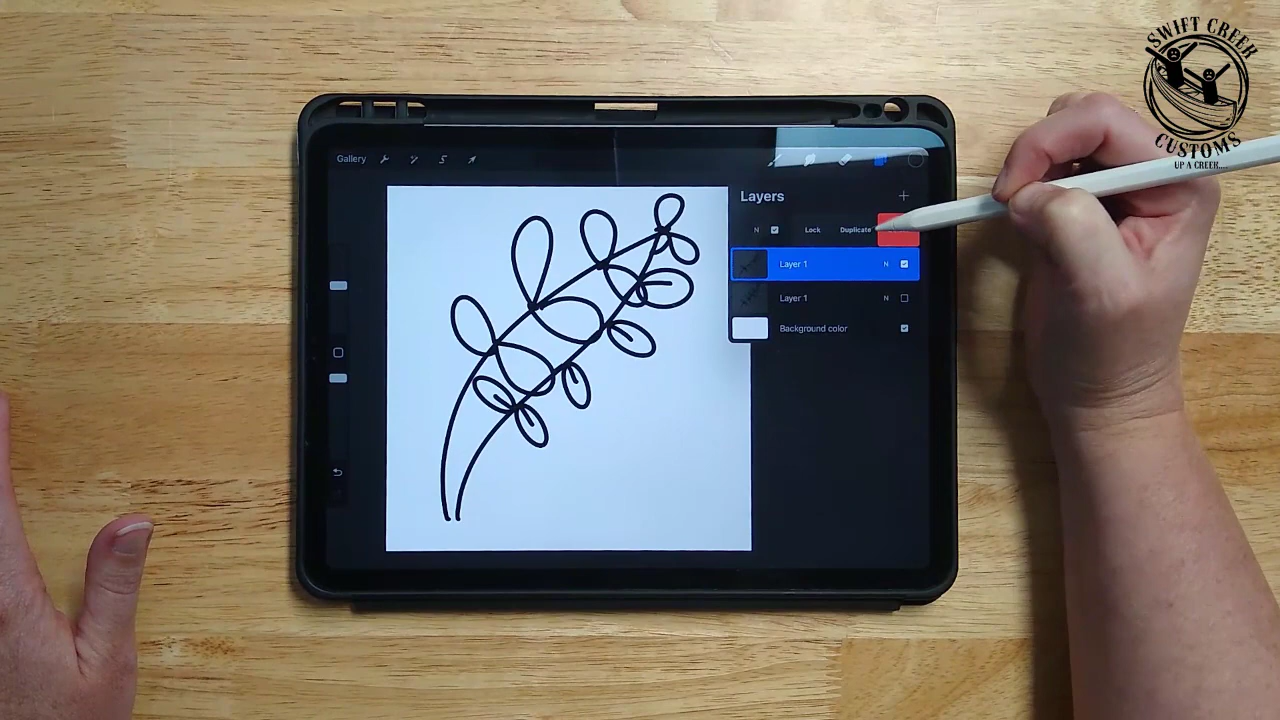 SWIFT CREEK
CUSTOMS
UP A CREEK....
Gallery
Layers
N Lock Duplicate
Layer 1 N
Layer 1 N
Background color